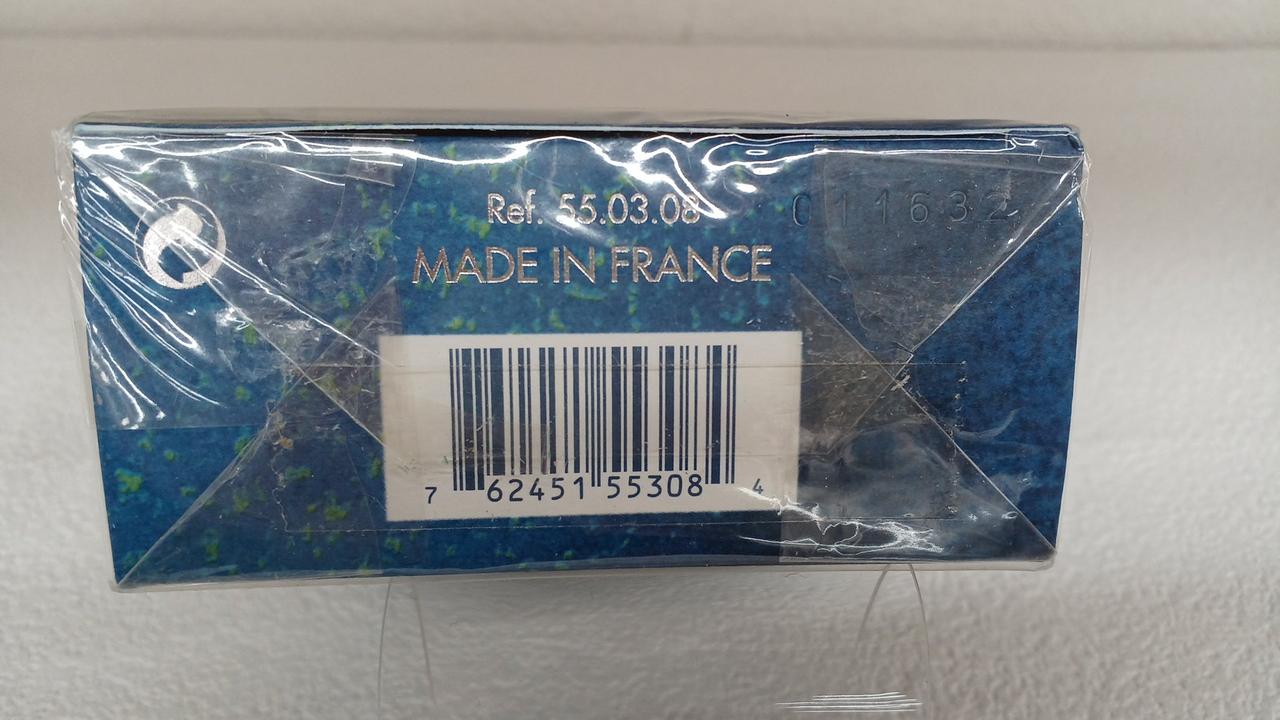 Ref. 55.03.08
011632
MADE IN FRANCE
7 62451 55308 4